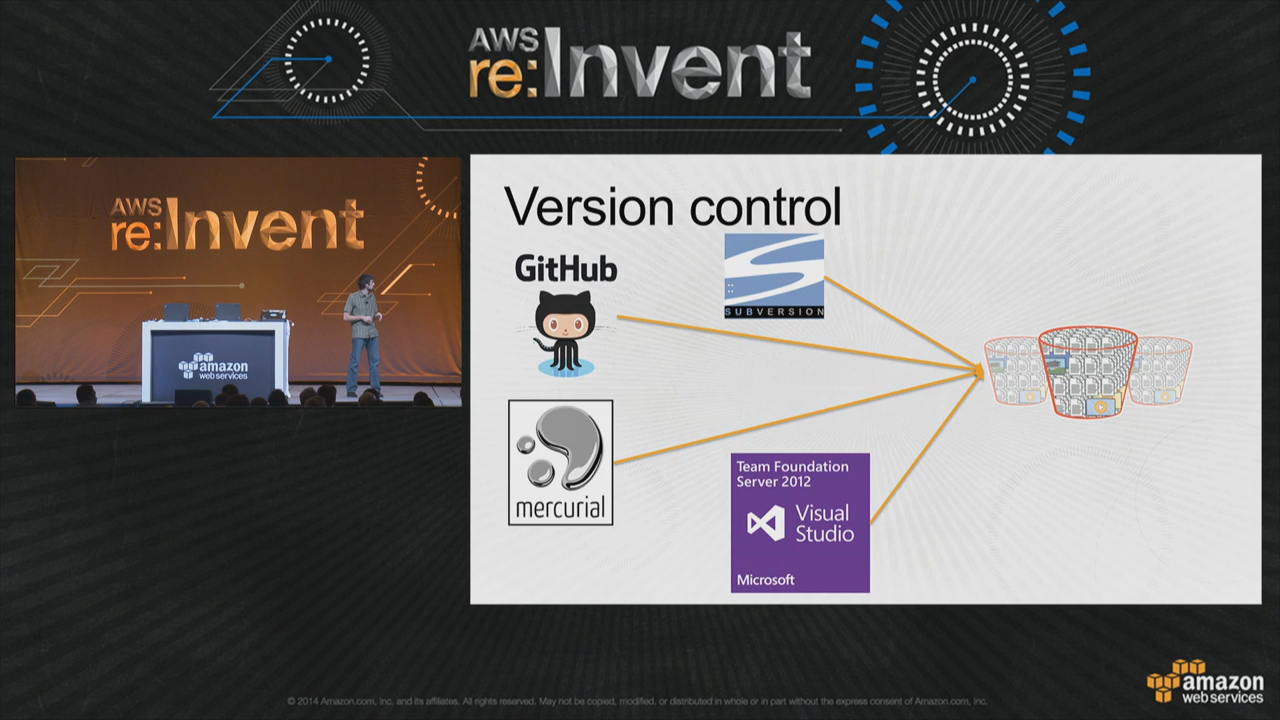 AWS
re:Invent
AWS
re:Invent
amazon
web services
Version control
GitHub
SUBVERSION
mercurial
Team Foundation
Server 2012
Visual
Studio
Microsoft
© 2014 Amazon.com, Inc, and its affiliates. All rights reserved. May not be copied, modified, or distributed in whole or in part without the express consent of Amazon.com, Inc.
amazon
web services